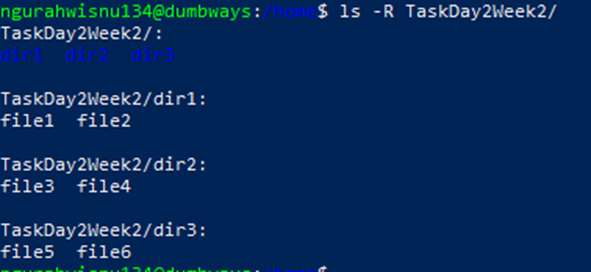 ngurahwisnu134@dumbways:/home$ ls -R TaskDay2Week2/
TaskDay2Week2/:
dir1  dir2  dir3

TaskDay2Week2/dir1:
file1  file2

TaskDay2Week2/dir2:
file3  file4

TaskDay2Week2/dir3:
file5  file6
ngurahwisnu134@dumbways:/home$